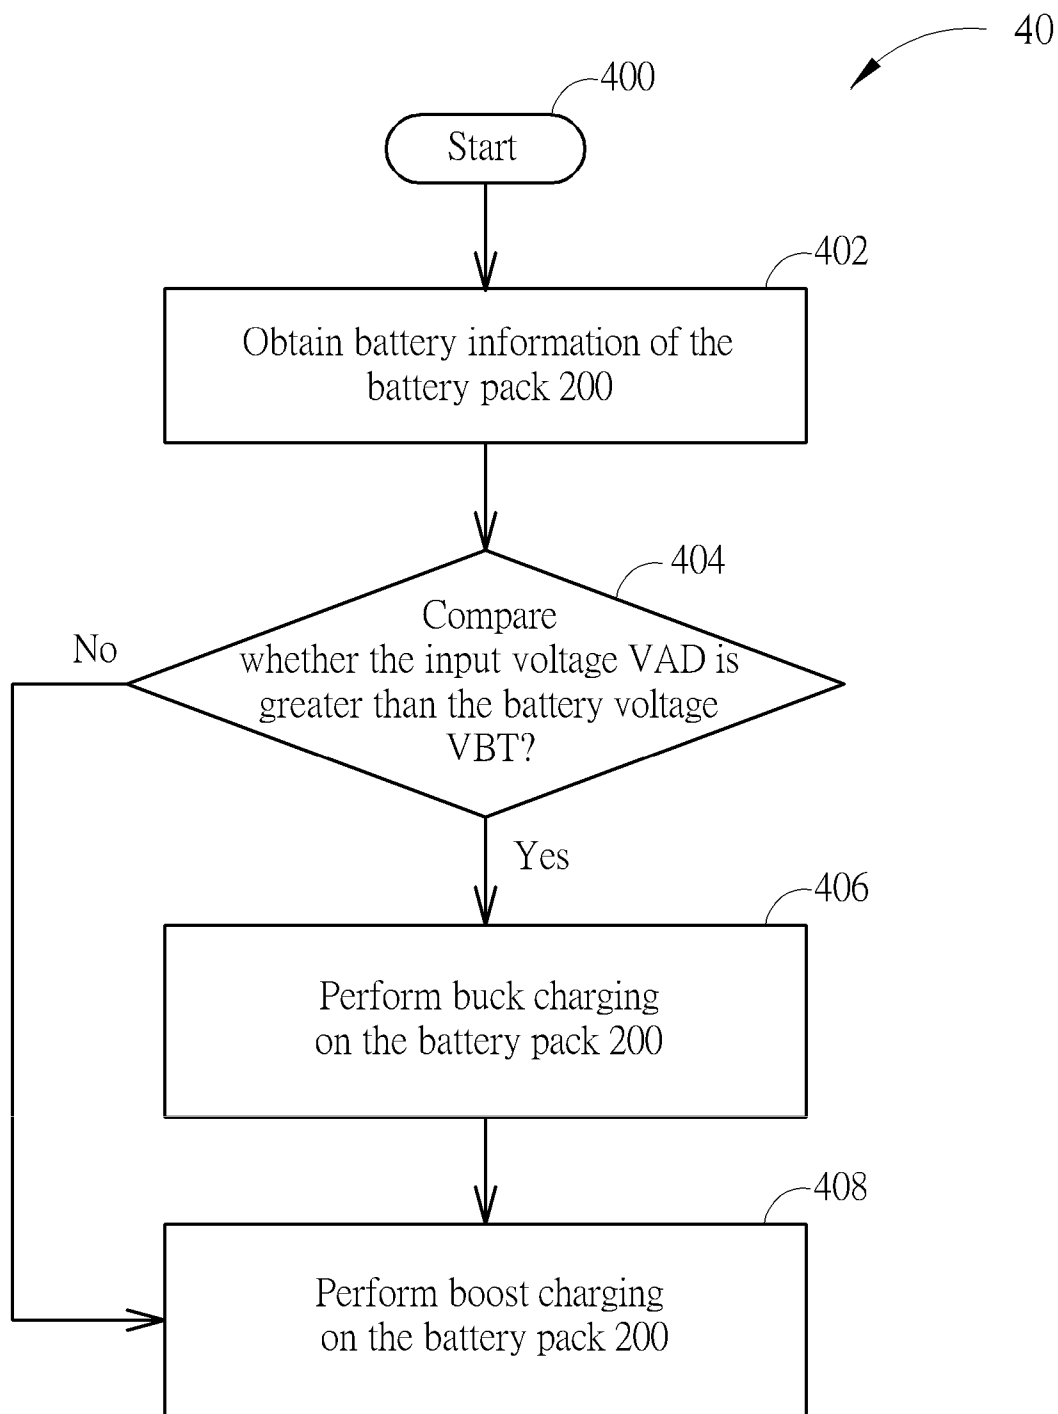 40
400
Start
402
Obtain battery information of the
battery pack 200
404
Compare
whether the input voltage VAD is
greater than the battery voltage
VBT?
No
Yes
406
Perform buck charging
on the battery pack 200
408
Perform boost charging
on the battery pack 200